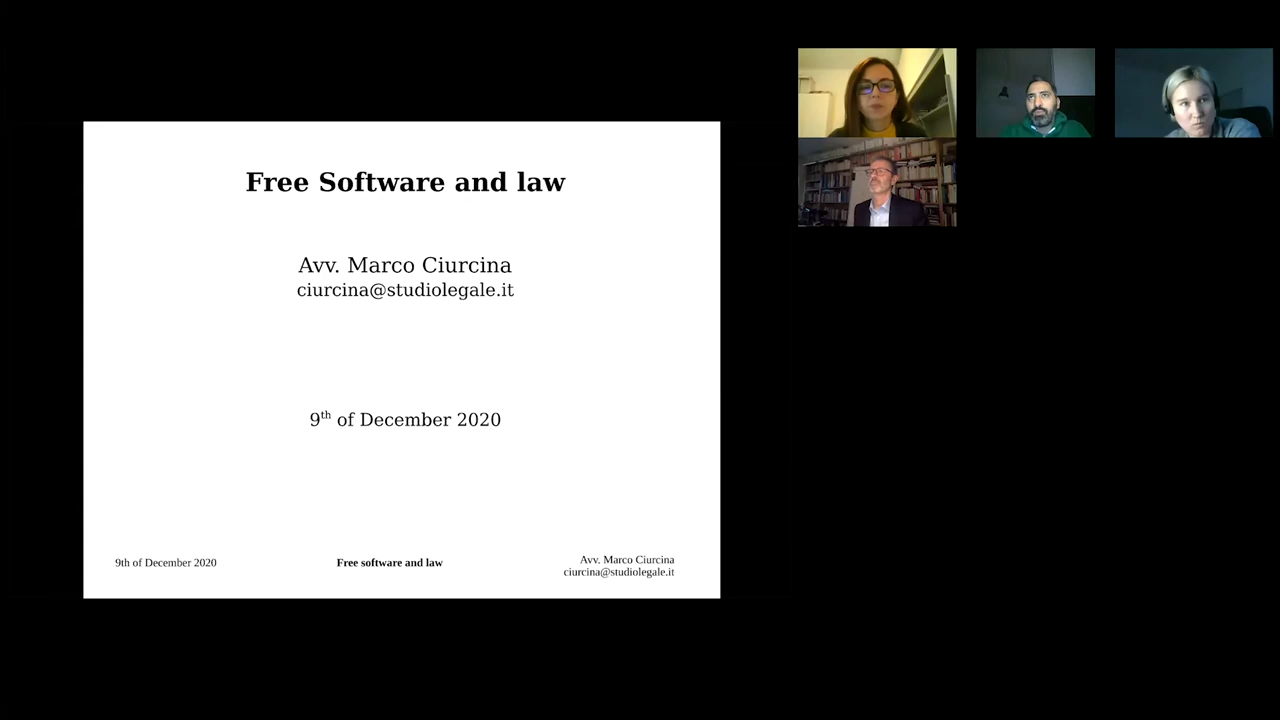 Free Software and law
Avv. Marco Ciurcina
ciurcina@studiolegale.it
9th of December 2020
9th of December 2020
Free software and law
Avv. Marco Ciurcina
ciurcina@studiolegale.it